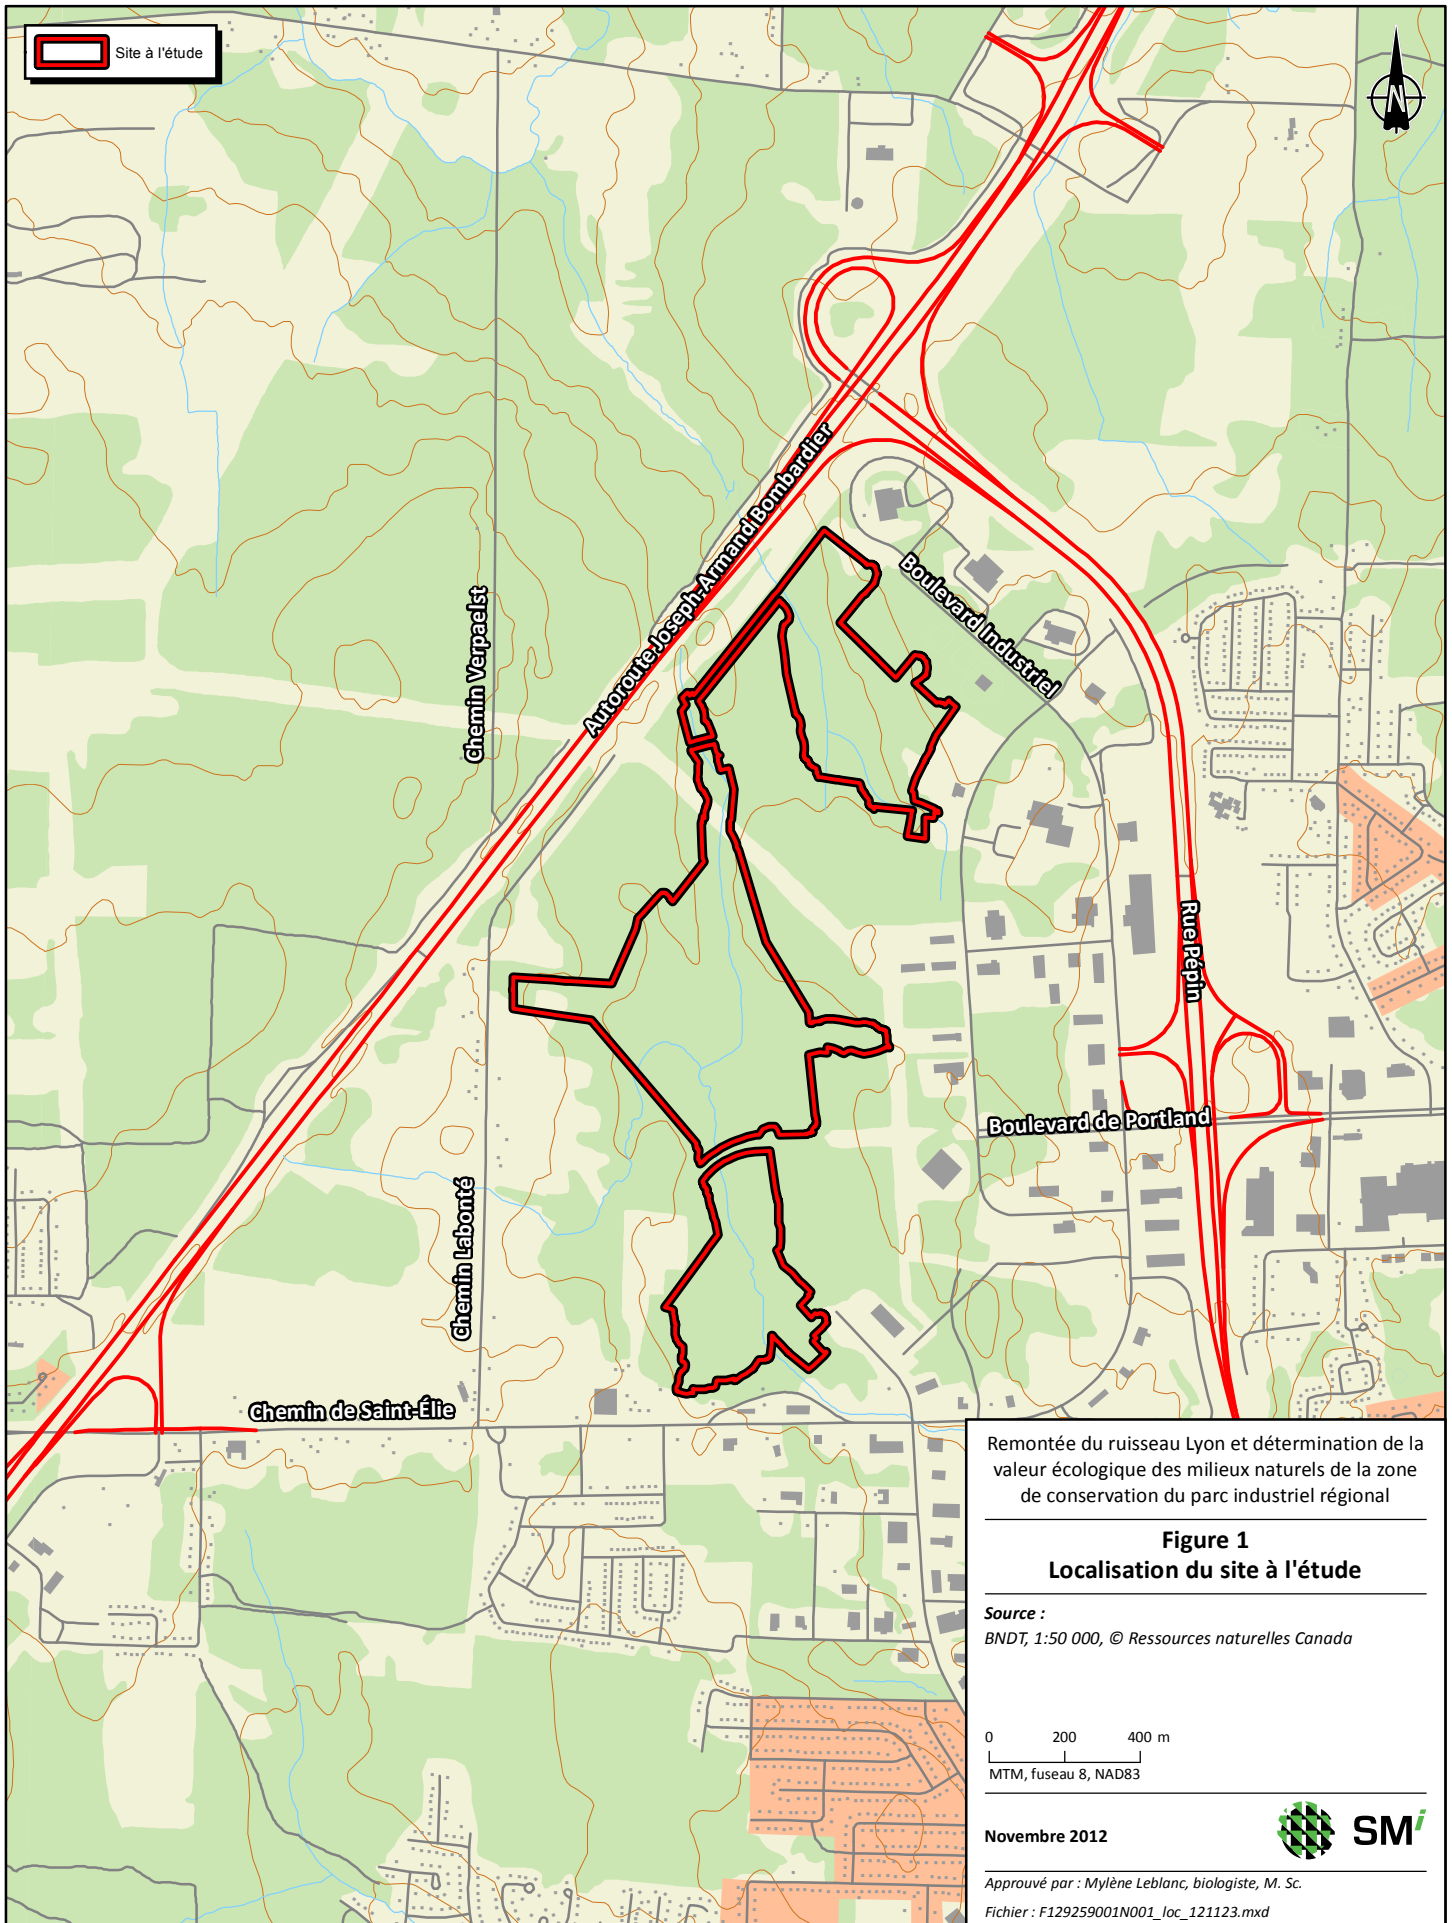 Site à l'étude
N
Autoroute Joseph-Armand Bombardier
Boulevard Industriel
Chemin Verpaelst
Rue Pépin
Boulevard de Portland
Chemin Labonté
Chemin de Saint-Élie
Remontée du ruisseau Lyon et détermination de la
valeur écologique des milieux naturels de la zone
de conservation du parc industriel régional
Figure 1
Localisation du site à l'étude
Source :
BNDT, 1:50 000, © Ressources naturelles Canada
0 200 400 m
MTM, fuseau 8, NAD83
Novembre 2012
SMi
Approuvé par : Mylène Leblanc, biologiste, M. Sc.
Fichier : F129259001N001_loc_121123.mxd